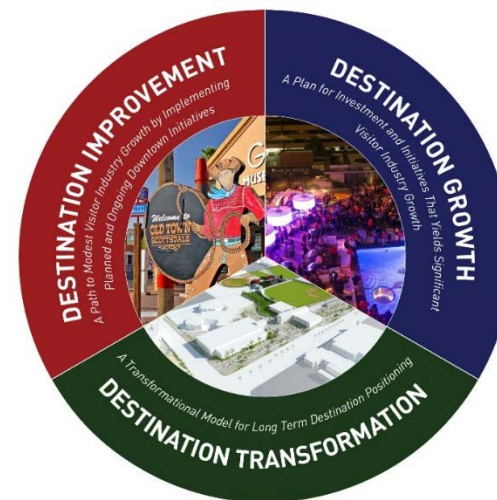 DESTINATION IMPROVEMENT
A Path to Modest Visitor Industry Growth by Implementing
Planned and Ongoing Downtown Initiatives
DESTINATION GROWTH
A Plan for Investment and Initiatives That Yields Significant
Visitor Industry Growth
Welcome to
OLD TOWN
SCOTTSDALE
A Transformational Model for Long Term Destination Positioning
DESTINATION TRANSFORMATION